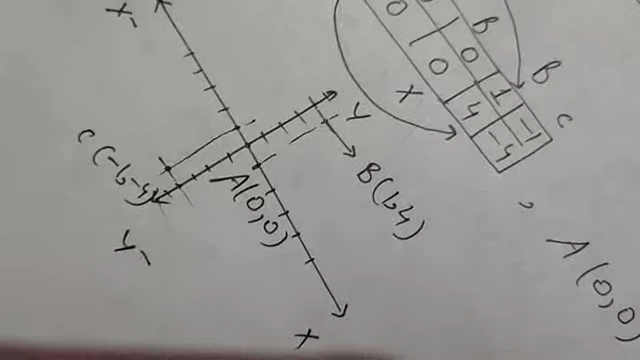 X'
B
B
C
0 1 -1
0
0 4 -4
X
Y
C(-1,-4)
A(0,0)
B(1,4)
Y'
X
, A(0,0)